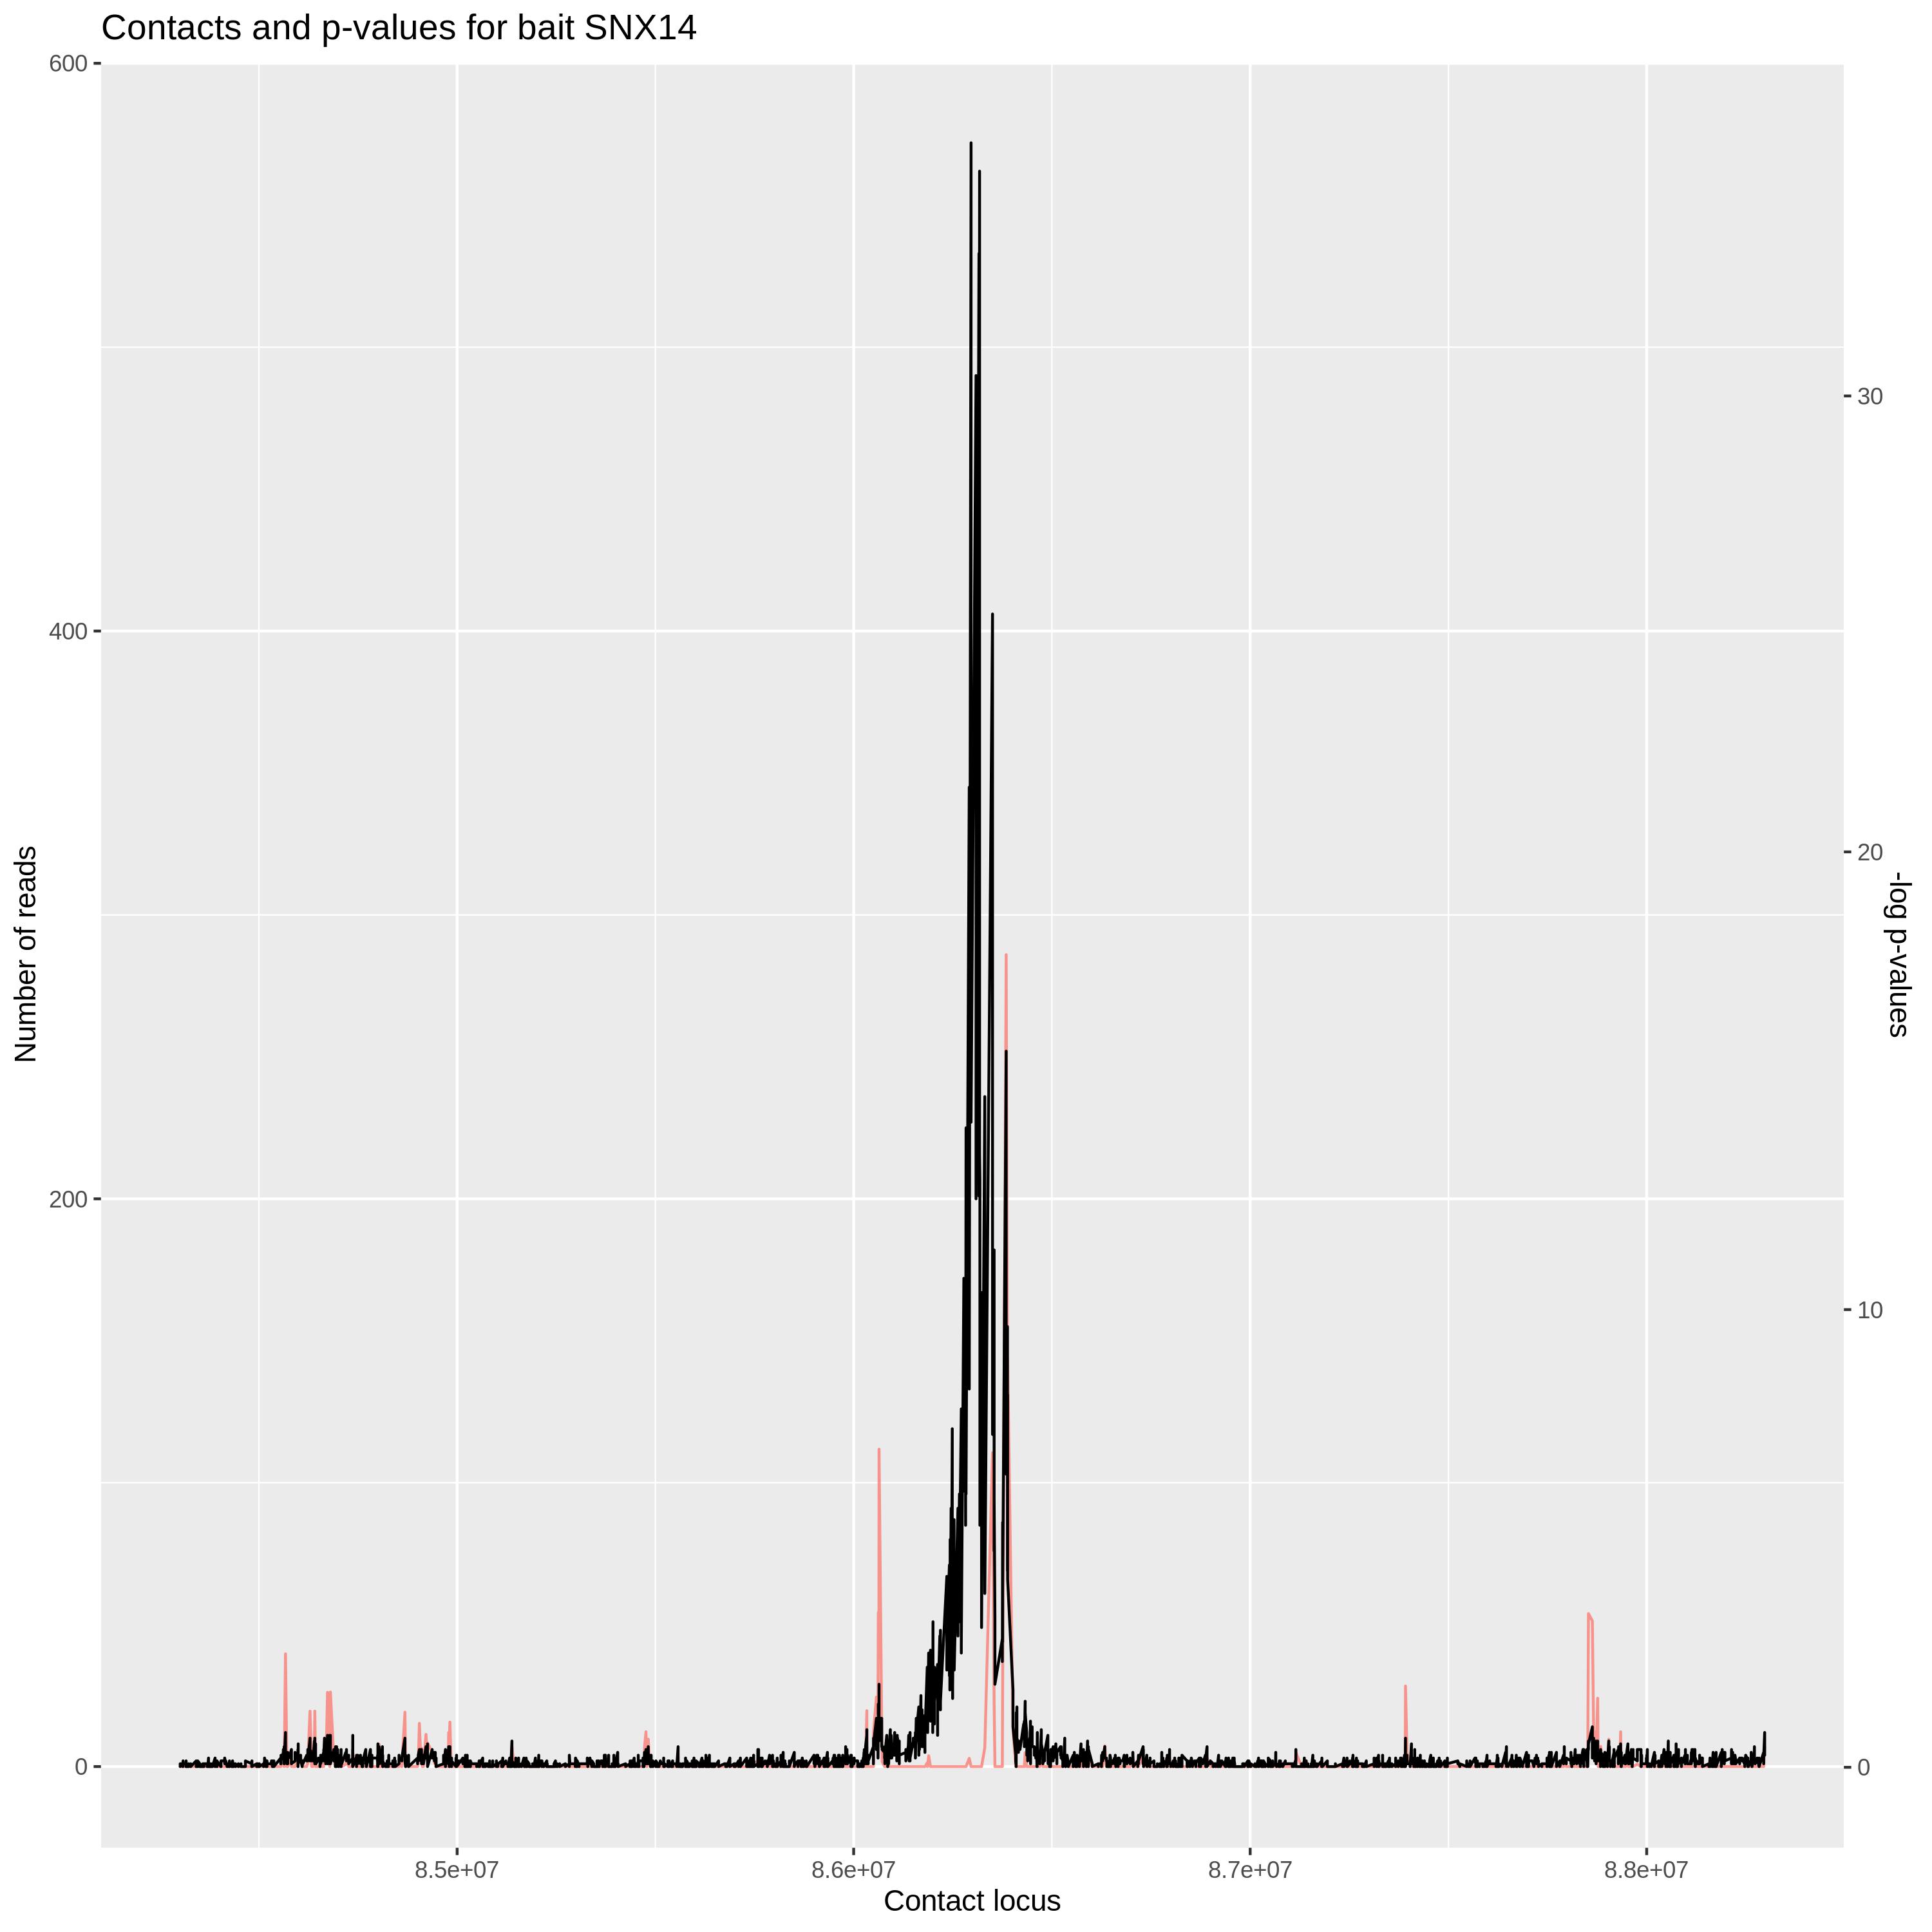 Contacts and p-values for bait SNX14
600
400
200
0
Number of reads
30
20
10
0
-log p-values
8.5e+07 8.6e+07 8.7e+07 8.8e+07
Contact locus